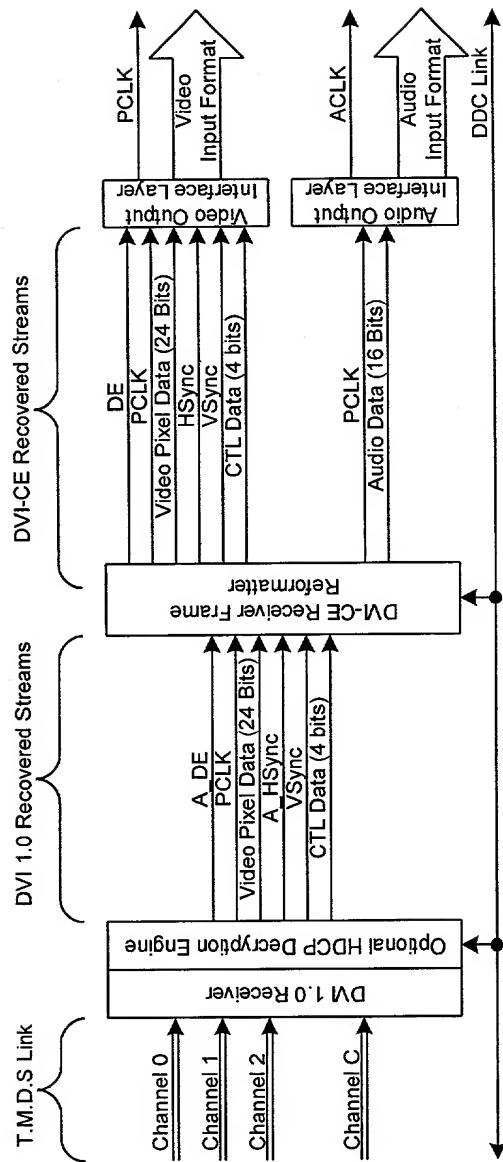 T.M.D.S Link
DVI 1.0 Recovered Streams
DVI-CE Recovered Streams
Channel 0
Channel 1
Channel 2
Channel C
DVI 1.0 Receiver
Optional HDCP Decryption Engine
A_DE
PCLK
Video Pixel Data (24 Bits)
A_HSync
VSync
CTL Data (4 bits)
DVI-CE Receiver Frame
Reformatter
DE
PCLK
Video Pixel Data (24 Bits)
HSync
VSync
CTL Data (4 bits)
PCLK
Audio Data (16 Bits)
Video Output
Interface Layer
Audio Output
Interface Layer
PCLK
Video
Input Format
ACLK
Audio
Input Format
DDC Link